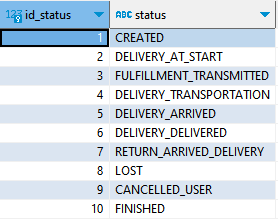 123 id_status ABC status
1 CREATED
2 DELIVERY_AT_START
3 FULFILLMENT_TRANSMITTED
4 DELIVERY_TRANSPORTATION
5 DELIVERY_ARRIVED
6 DELIVERY_DELIVERED
7 RETURN_ARRIVED_DELIVERY
8 LOST
9 CANCELLED_USER
10 FINISHED